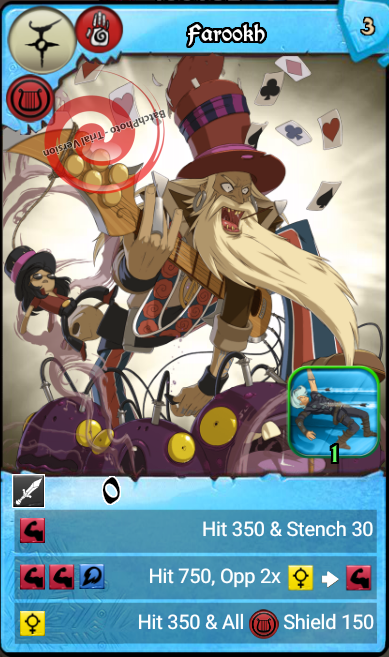 Farookh
3
BatchPhoto - Trial Version
1
0
Hit 350 & Stench 30
Hit 750, Opp 2x
Hit 350 & All Shield 150